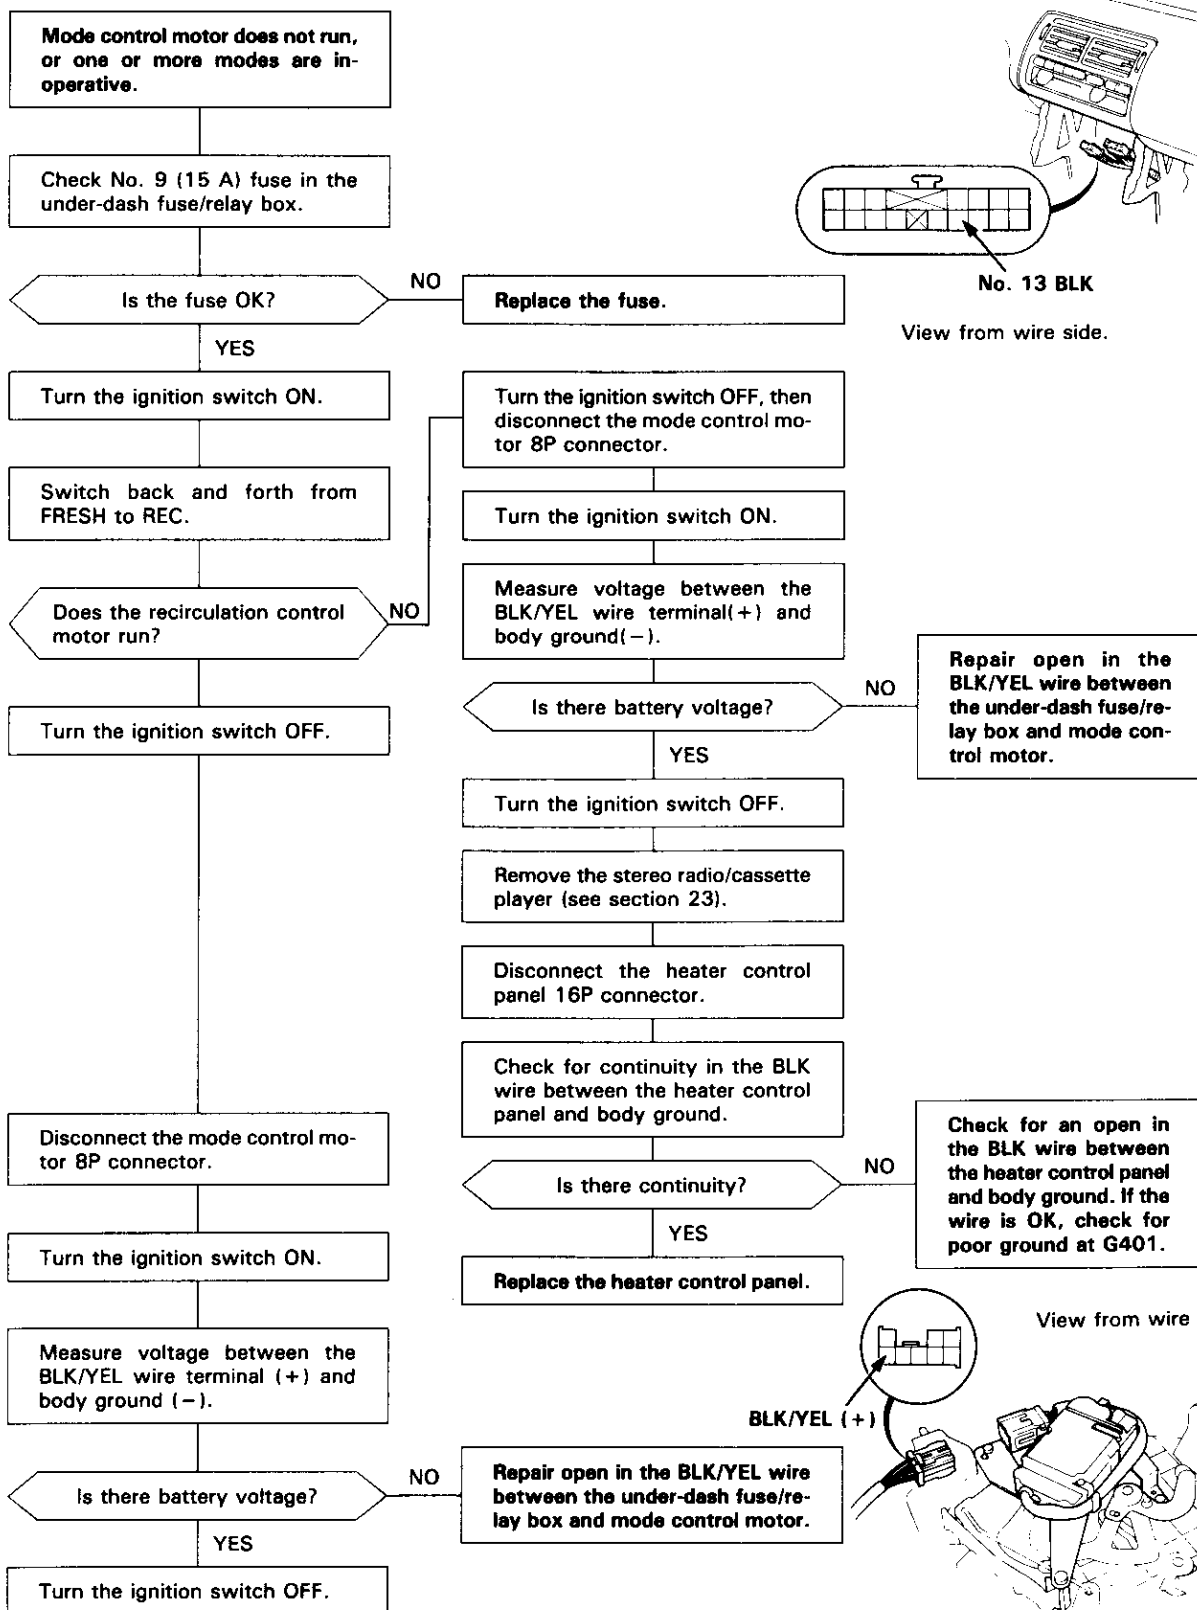 Mode control motor does not run,
or one or more modes are in-
operative.
Check No. 9 (15 A) fuse in the
under-dash fuse/relay box.
Is the fuse OK?
NO
Replace the fuse.
No. 13 BLK
View from wire side.
YES
Turn the ignition switch ON.
Switch back and forth from
FRESH to REC.
Does the recirculation control
motor run?
NO
Turn the ignition switch OFF, then
disconnect the mode control mo-
tor 8P connector.
Turn the ignition switch ON.
Measure voltage between the
BLK/YEL wire terminal(+) and
body ground(−).
Is there battery voltage?
NO
Repair open in the
BLK/YEL wire between
the under-dash fuse/re-
lay box and mode con-
trol motor.
YES
Turn the ignition switch OFF.
Remove the stereo radio/cassette
player (see section 23).
Disconnect the heater control
panel 16P connector.
Check for continuity in the BLK
wire between the heater control
panel and body ground.
Is there continuity?
NO
Check for an open in
the BLK wire between
the heater control panel
and body ground. If the
wire is OK, check for
poor ground at G401.
YES
Replace the heater control panel.
Turn the ignition switch OFF.
Disconnect the mode control mo-
tor 8P connector.
Turn the ignition switch ON.
Measure voltage between the
BLK/YEL wire terminal (+) and
body ground (−).
Is there battery voltage?
NO
Repair open in the BLK/YEL wire
between the under-dash fuse/re-
lay box and mode control motor.
YES
Turn the ignition switch OFF.
View from wire
BLK/YEL (+)